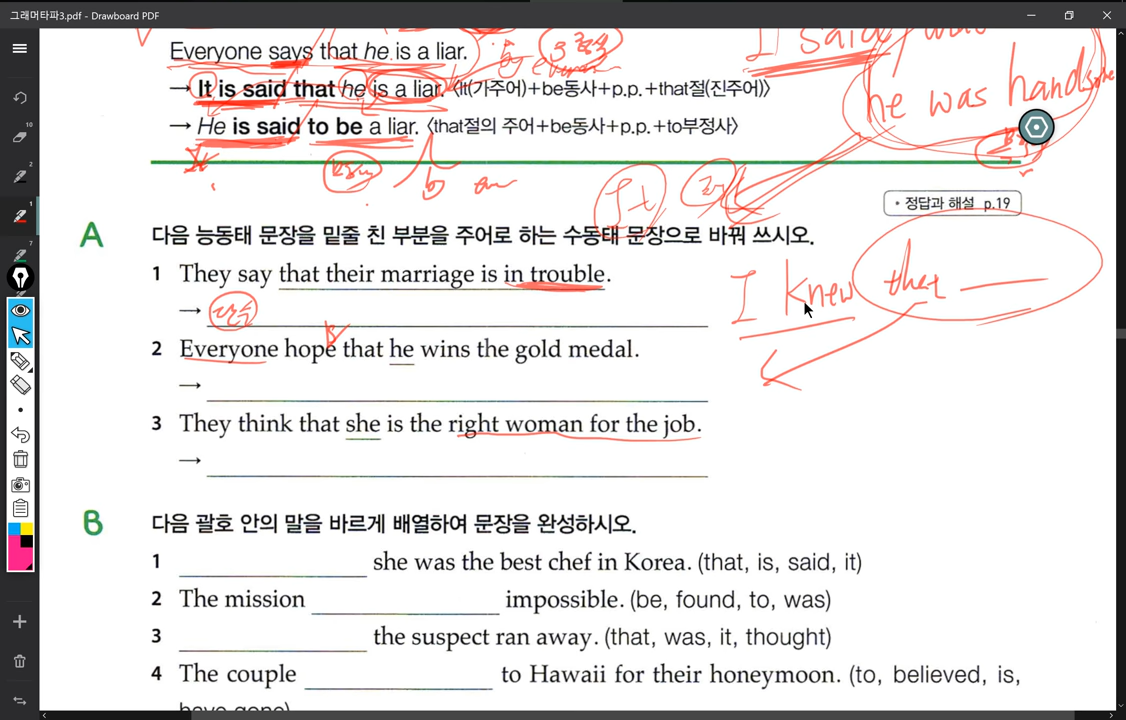 그래머타파3.pdf - Drawboard PDF
Everyone says that he is a liar.
I said
→ It is said that he is a liar. 〈It(가주어)+be동사+p.p.+that절(진주어)〉
he was handsome
→ He is said to be a liar. 〈that절의 주어+be동사+p.p.+to부정사〉
• 정답과 해설 p.19
A 다음 능동태 문장을 밑줄 친 부분을 주어로 하는 수동태 문장으로 바꿔 쓰시오.
1 They say that their marriage is in trouble.
I knew that
→
2 Everyone hope that he wins the gold medal.
→
3 They think that she is the right woman for the job.
→
B 다음 괄호 안의 말을 바르게 배열하여 문장을 완성하시오.
1 she was the best chef in Korea. (that, is, said, it)
2 The mission impossible. (be, found, to, was)
3 the suspect ran away. (that, was, it, thought)
4 The couple to Hawaii for their honeymoon. (to, believed, is,
have gone)